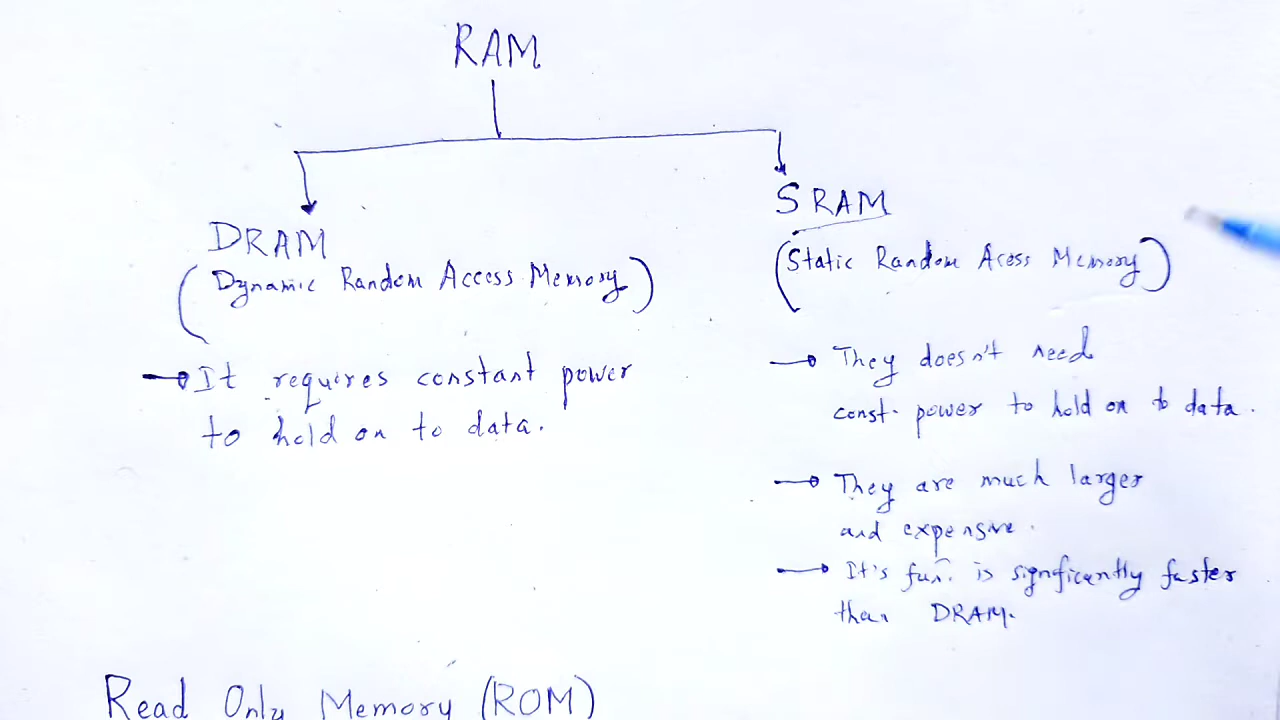 RAM
DRAM
(Dynamic Random Access Memory)
It requires constant power
to hold on to data.
SRAM
(Static Random Acess Memory)
They doesn't need
const. power to hold on to data.
They are much larger
and expensive.
It's fun. is significantly faster
than DRAM.
Read Only Memory (ROM)